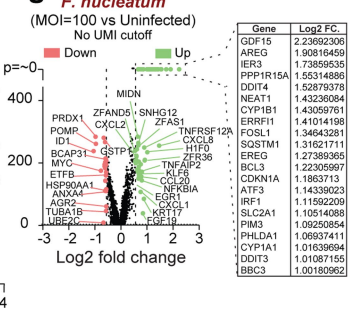 F. nucleatum
(MOI=100 vs Uninfected)
No UMI cutoff
Down Up
p=~0
400
200
0
MIDN
ZFAND5 SNHG12
PRDX1 CXCL2 ZFAS1
POMP TNFRSF12A
ID1 CXCL8
GSTP1 H1F0
BCAP31 ZFR36
MYC TNFAIP2
ETFB KLF6
HSP90AA1 CCL20
ANXA4 NFKBIA
AGR2 EGR1
TUBA1B CXCL1
UBE2C KRT17
FGF19
-3 -2 -1 0 1 2 3
Log2 fold change
Gene Log2 FC.
GDF15 2.23692306
AREG 1.90816459
IER3 1.73859535
PPP1R15A 1.55314886
DDIT4 1.52879378
NEAT1 1.43236084
CYP1B1 1.43059761
ERRFI1 1.41014198
FOSL1 1.34643281
SQSTM1 1.31621711
EREG 1.27389365
BCL3 1.22305997
CDKN1A 1.1863713
ATF3 1.14339023
IRF1 1.11592209
SLC2A1 1.10514088
PIM3 1.09250854
PHLDA1 1.06937411
CYP1A1 1.01639694
DDIT3 1.01087155
BBC3 1.00180962
4